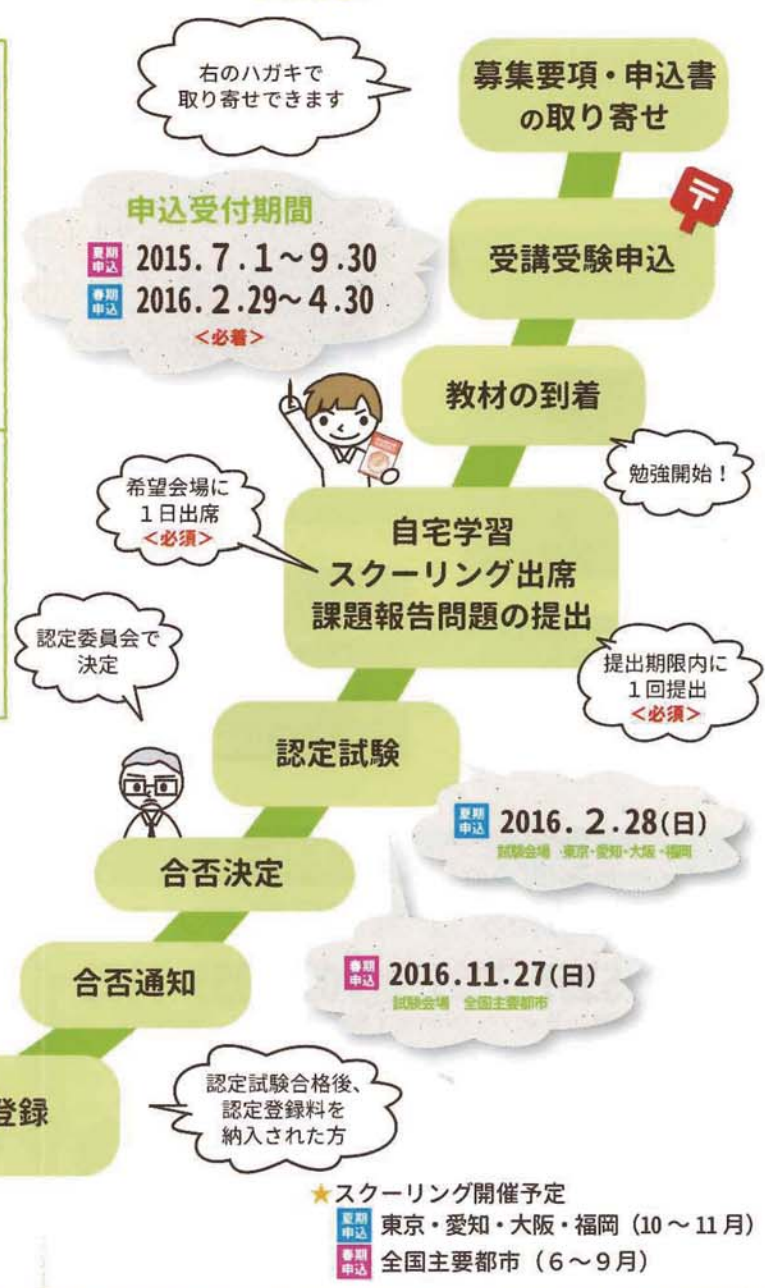 右のハガキで
取り寄せできます
募集要項・申込書
の取り寄せ
申込受付期間
夏期申込 2015.7.1～9.30
春期申込 2016.2.29～4.30
＜必着＞
〒
受講受験申込
教材の到着
勉強開始！
希望会場に
１日出席
＜必須＞
自宅学習
スクーリング出席
課題報告問題の提出
提出期限内に
１回提出
＜必須＞
認定委員会で
決定
認定試験
夏期申込 2016.2.28(日)
試験会場 東京・愛知・大阪・福岡
合否決定
春期申込 2016.11.27(日)
試験会場 全国主要都市
合否通知
認定試験合格後、
認定登録料を
納入された方
登録
★スクーリング開催予定
夏期申込 東京・愛知・大阪・福岡（10～11月）
春期申込 全国主要都市（６～９月）